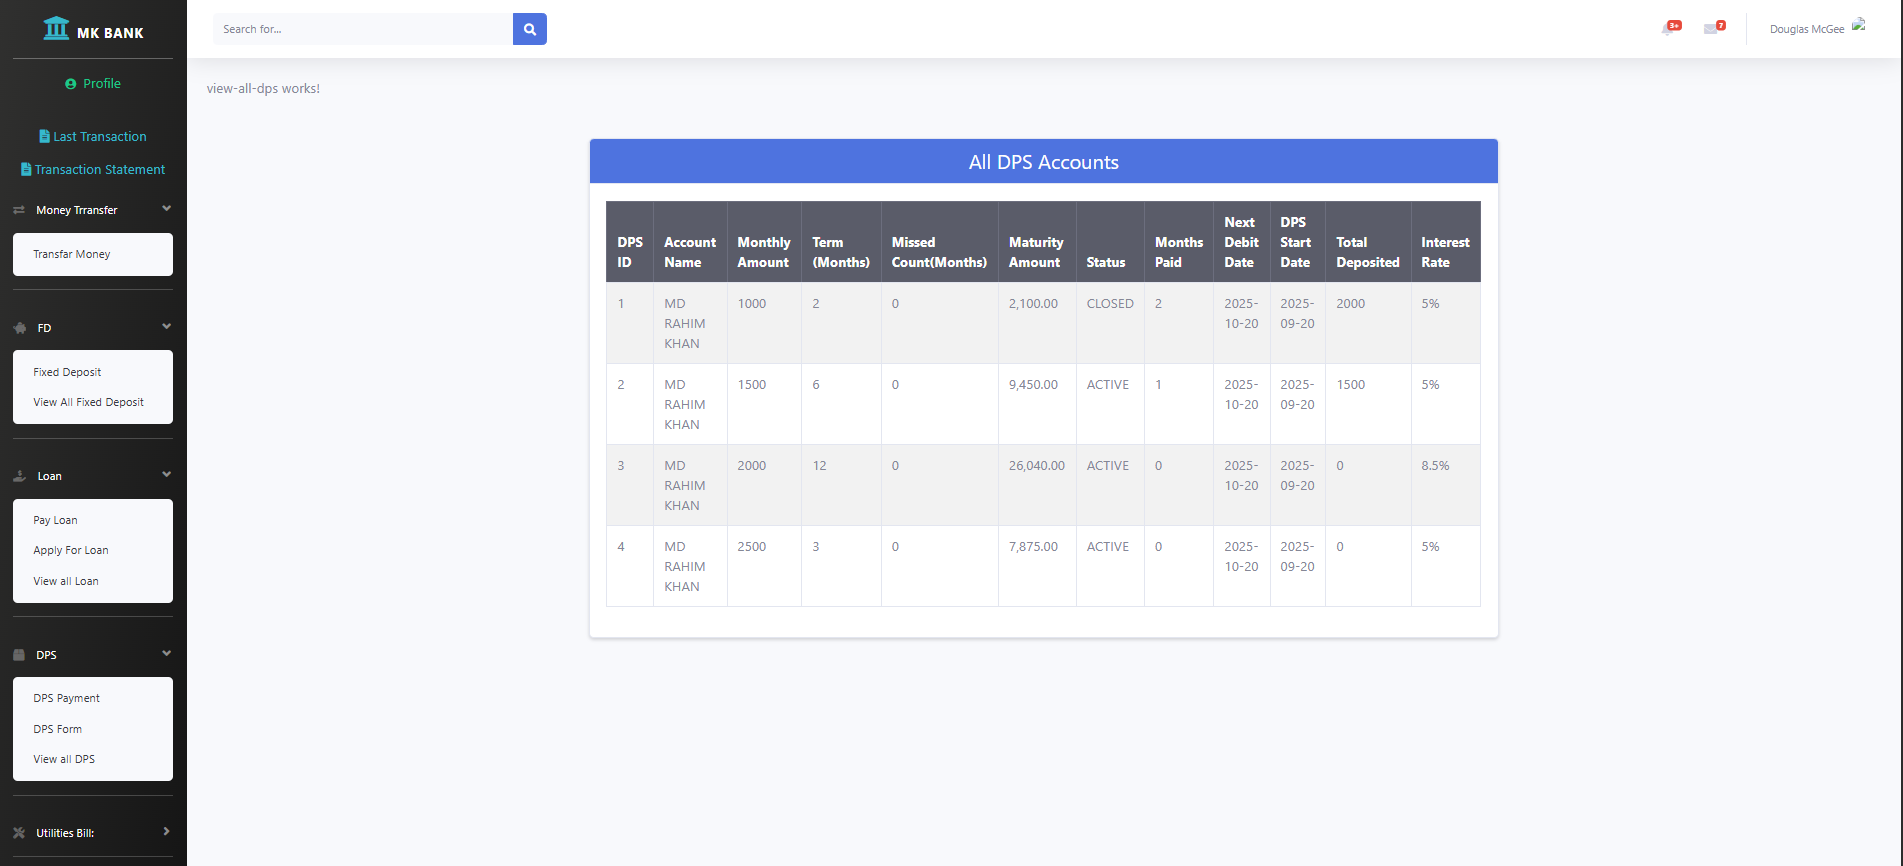 MK BANK
Search for...
3+
7
Douglas McGee
Profile
Last Transaction
Transaction Statement
Money Trransfer
Transfar Money
FD
Fixed Deposit
View All Fixed Deposit
Loan
Pay Loan
Apply For Loan
View all Loan
DPS
DPS Payment
DPS Form
View all DPS
Utilities Bill:
view-all-dps works!
All DPS Accounts
DPS ID Account Name Monthly Amount Term (Months) Missed Count(Months) Maturity Amount Status Months Paid Next Debit Date DPS Start Date Total Deposited Interest Rate
1 MD RAHIM KHAN 1000 2 0 2,100.00 CLOSED 2 2025-10-20 2025-09-20 2000 5%
2 MD RAHIM KHAN 1500 6 0 9,450.00 ACTIVE 1 2025-10-20 2025-09-20 1500 5%
3 MD RAHIM KHAN 2000 12 0 26,040.00 ACTIVE 0 2025-10-20 2025-09-20 0 8.5%
4 MD RAHIM KHAN 2500 3 0 7,875.00 ACTIVE 0 2025-10-20 2025-09-20 0 5%